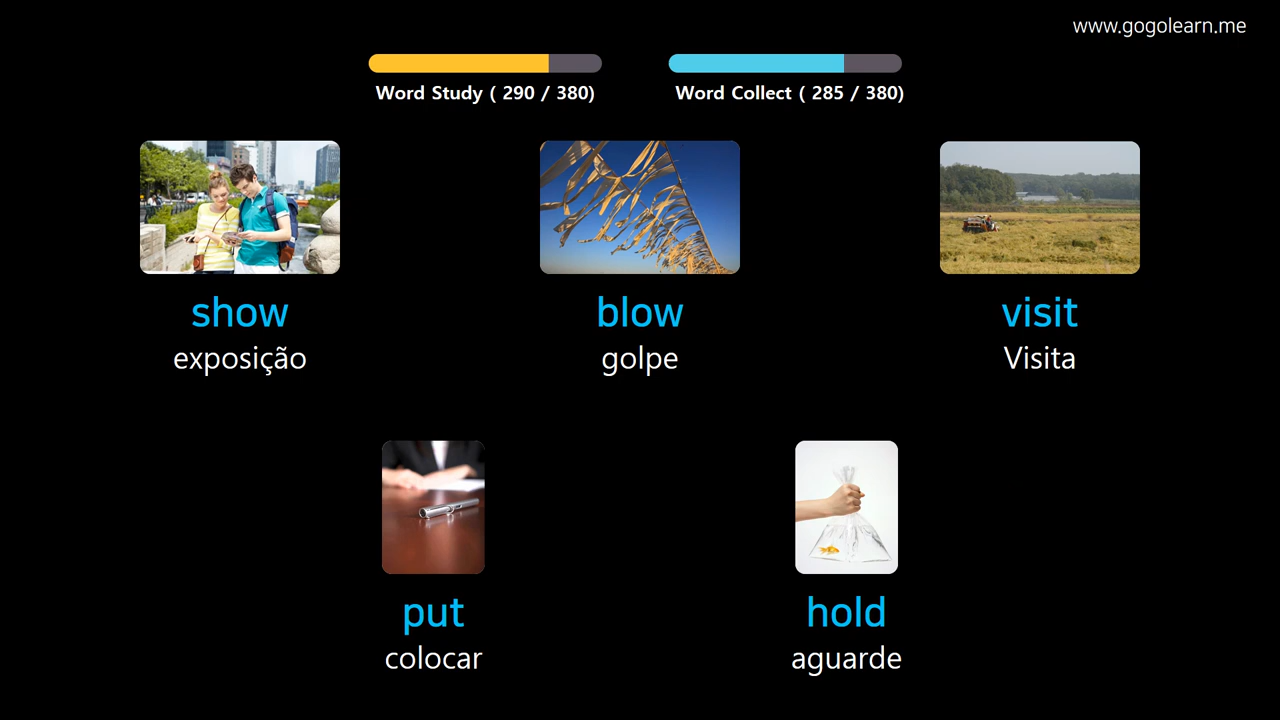 www.gogolearn.me
Word Study ( 290 / 380)
Word Collect ( 285 / 380)
show
exposição
blow
golpe
visit
Visita
put
colocar
hold
aguarde